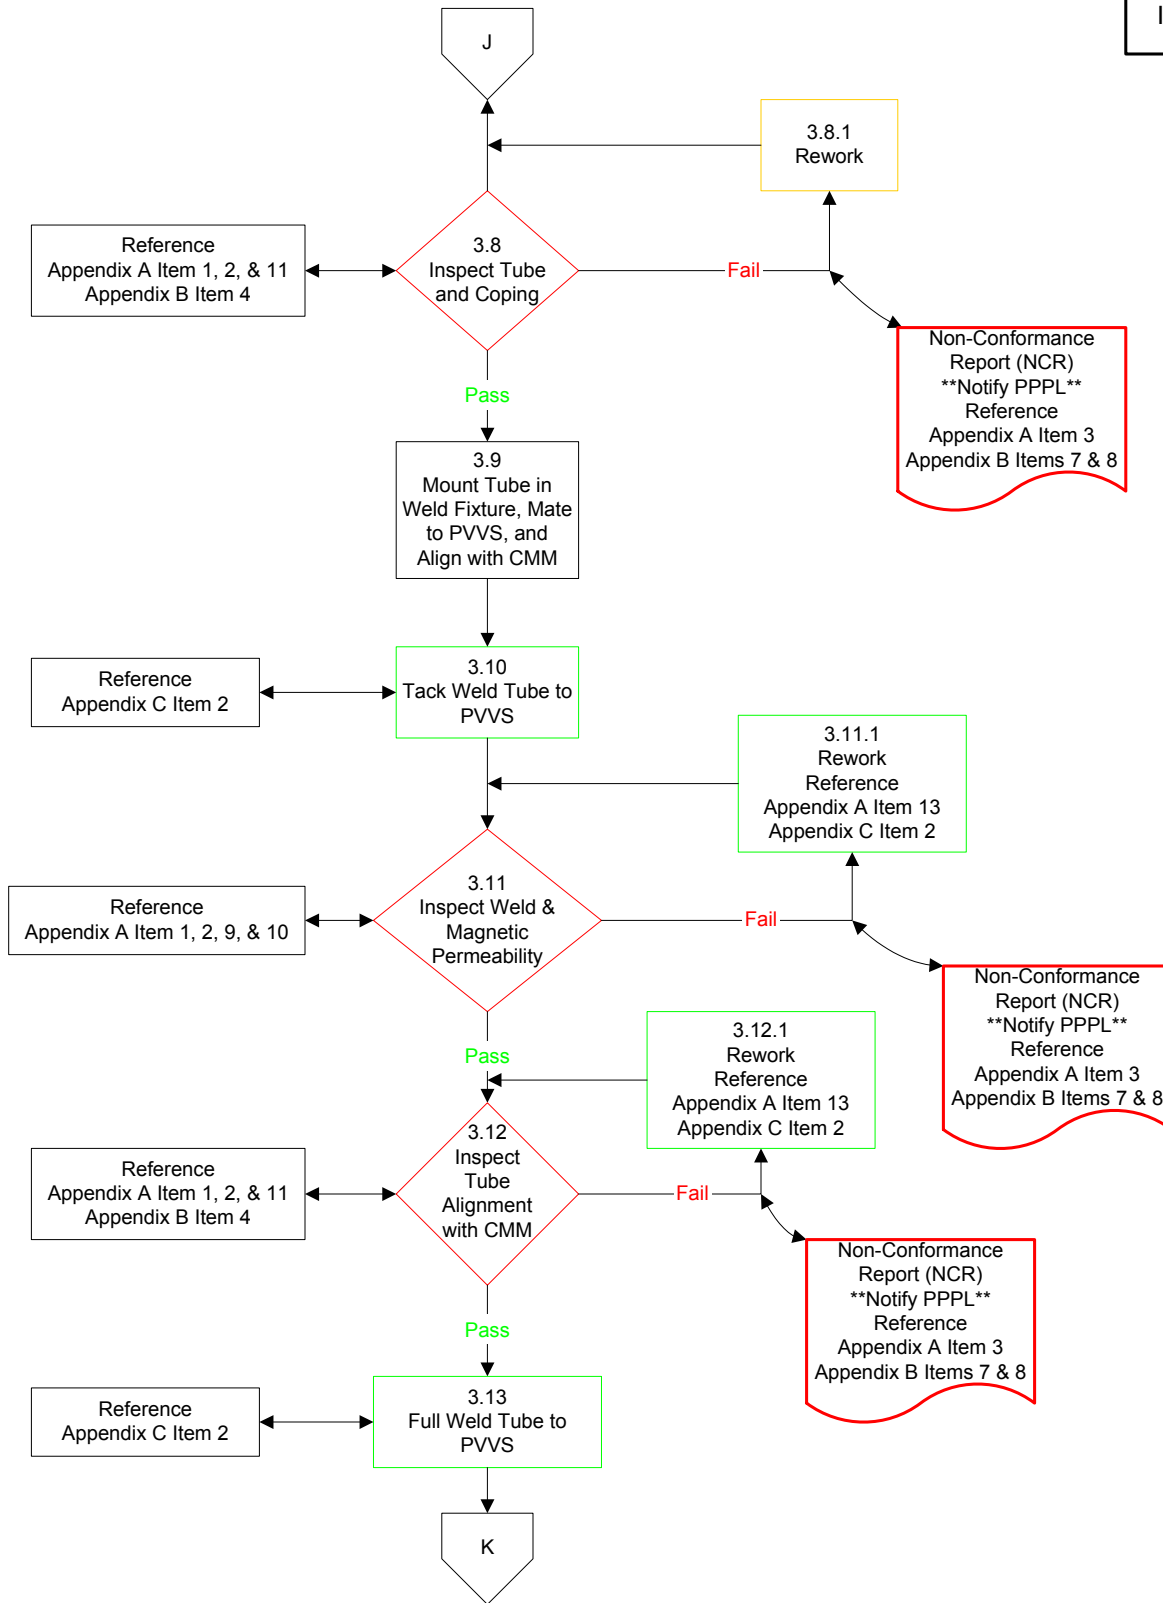 J
3.8.1
Rework
3.8
Inspect Tube
and Coping
Reference
Appendix A Item 1, 2, & 11
Appendix B Item 4
Fail
Non-Conformance
Report (NCR)
**Notify PPPL**
Reference
Appendix A Item 3
Appendix B Items 7 & 8
Pass
3.9
Mount Tube in
Weld Fixture, Mate
to PVVS, and
Align with CMM
3.10
Tack Weld Tube to
PVVS
Reference
Appendix C Item 2
3.11.1
Rework
Reference
Appendix A Item 13
Appendix C Item 2
3.11
Inspect Weld &
Magnetic
Permeability
Reference
Appendix A Item 1, 2, 9, & 10
Fail
Non-Conformance
Report (NCR)
**Notify PPPL**
Reference
Appendix A Item 3
Appendix B Items 7 & 8
Pass
3.12.1
Rework
Reference
Appendix A Item 13
Appendix C Item 2
3.12
Inspect
Tube
Alignment
with CMM
Reference
Appendix A Item 1, 2, & 11
Appendix B Item 4
Fail
Non-Conformance
Report (NCR)
**Notify PPPL**
Reference
Appendix A Item 3
Appendix B Items 7 & 8
Pass
3.13
Full Weld Tube to
PVVS
Reference
Appendix C Item 2
K